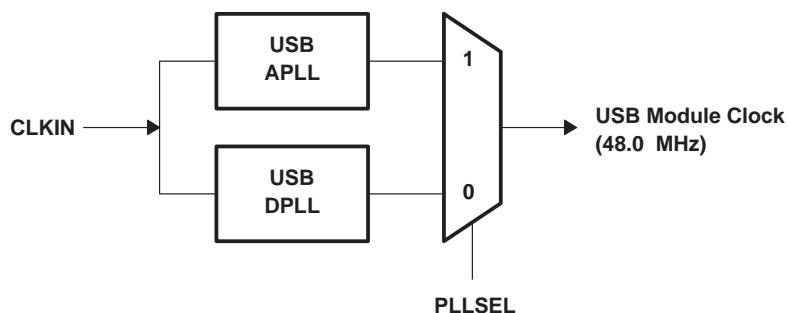 USB
APLL
1
CLKIN
USB Module Clock
(48.0 MHz)
USB
DPLL
0
PLLSEL